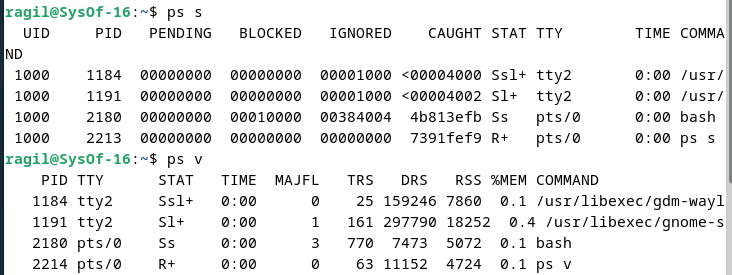 ragil@SysOf-16:~$ ps s
  UID     PID   PENDING   BLOCKED   IGNORED    CAUGHT STAT TTY        TIME COMMA
ND
 1000    1184  00000000  00000000  00001000 <00004000 Ssl+ tty2       0:00 /usr/
 1000    1191  00000000  00000000  00001000 <00004002 Sl+  tty2       0:00 /usr/
 1000    2180  00000000  00010000  00384004  4b813efb Ss   pts/0      0:00 bash
 1000    2213  00000000  00000000  00000000  7391fef9 R+   pts/0      0:00 ps s
ragil@SysOf-16:~$ ps v
    PID TTY      STAT   TIME  MAJFL   TRS   DRS   RSS %MEM COMMAND
   1184 tty2     Ssl+   0:00      0    25 159246 7860  0.1 /usr/libexec/gdm-wayl
   1191 tty2     Sl+    0:00      1   161 297790 18252  0.4 /usr/libexec/gnome-s
   2180 pts/0    Ss     0:00      3   770  7473  5072  0.1 bash
   2214 pts/0    R+     0:00      0    63 11152  4724  0.1 ps v